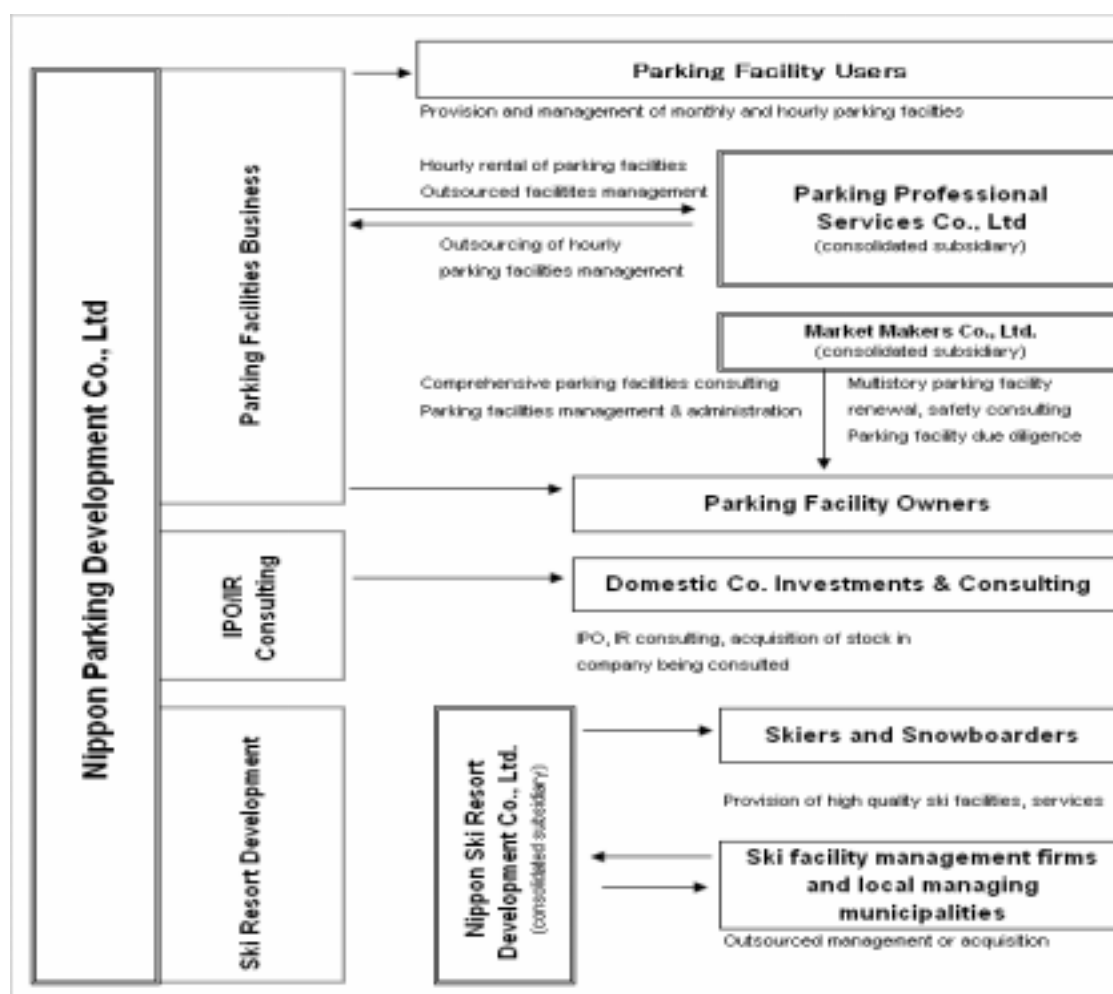 Nippon Parking Development Co., Ltd
Parking Facilities Business
Parking Facility Users
Provision and management of monthly and hourly parking facilties
Hourly rental of parking facilities
Outsourced facilitites management
Outsourcing of hourly
parking facilities management
Parking Professional
Services Co., Ltd
(consolidated subsidiary)
Market Makers Co., Ltd.
(consolidated subsidiary)
Comprehensive parking facilities consulting
Parking facilities management & administration
Multistory parking facility
renewal, safety consulting
Parking facility due diligence
Parking Facility Owners
IPO/IR
Consulting
Domestic Co. Investments & Consulting
IPO, IR consulting, acquisition of stock in
company being consulted
Ski Resort Development
Nippon Ski Resort
Development Co., Ltd.
(consolidated subsidiary)
Skiers and Snowboarders
Provision of high quality ski facilities, services
Ski facility management firms
and local managing
municipalities
Outsourced management or acquisition